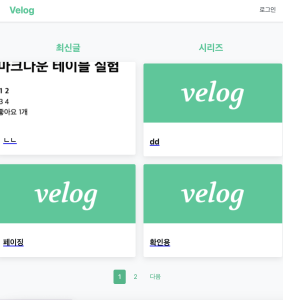 Velog
로그인
최신글
시리즈
마크다운 테이블 실험
1 2
3 4
좋아요 1개
ㄴㄴ
velog
dd
velog
페이징
velog
확인용
1 2 다음